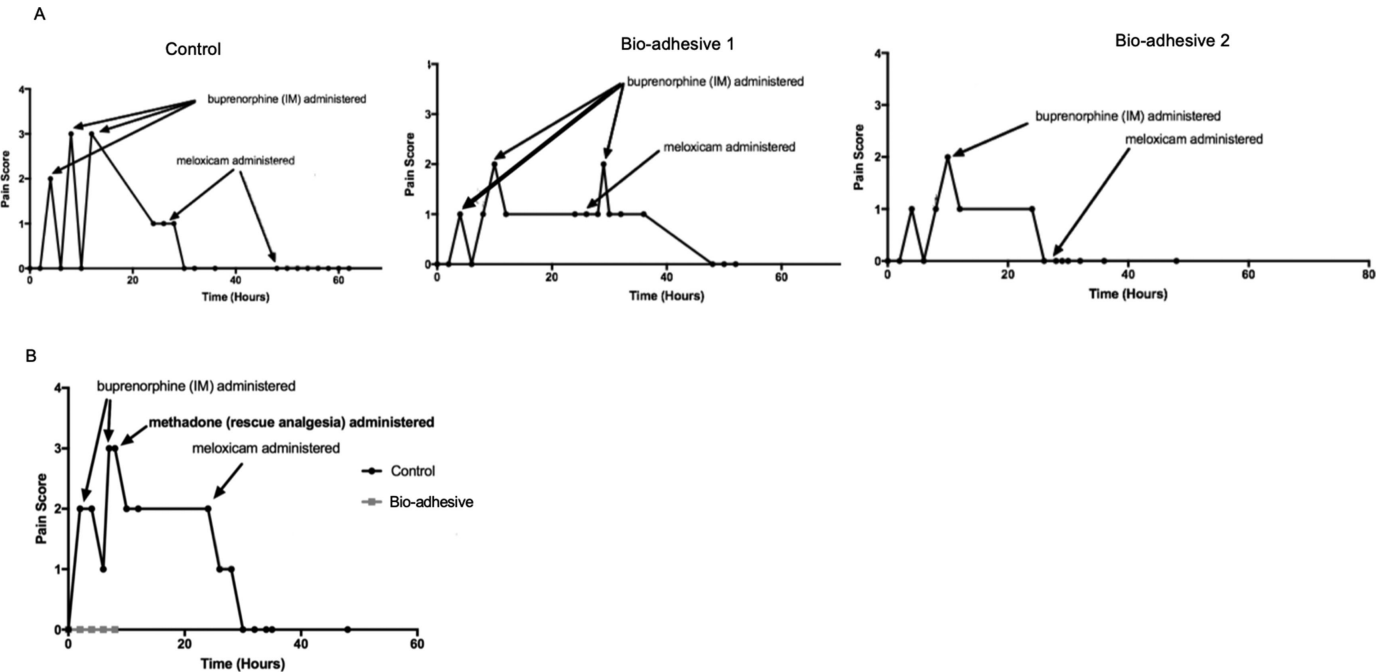 A
Control
Bio-adhesive 1
Bio-adhesive 2
4
3
2
1
0
0
20
40
60
Pain Score
Time (Hours)
buprenorphine (IM) administered
meloxicam administered
3
2
1
0
0
20
40
60
Pain Score
Time (Hours)
buprenorphine (IM) administered
meloxicam administered
4
3
2
1
0
0
20
40
60
80
Pain Score
Time (Hours)
buprenorphine (IM) administered
meloxicam administered
B
4
3
2
1
0
0
20
40
60
Pain Score
Time (Hours)
buprenorphine (IM) administered
methadone (rescue analgesia) administered
meloxicam administered
Control
Bio-adhesive